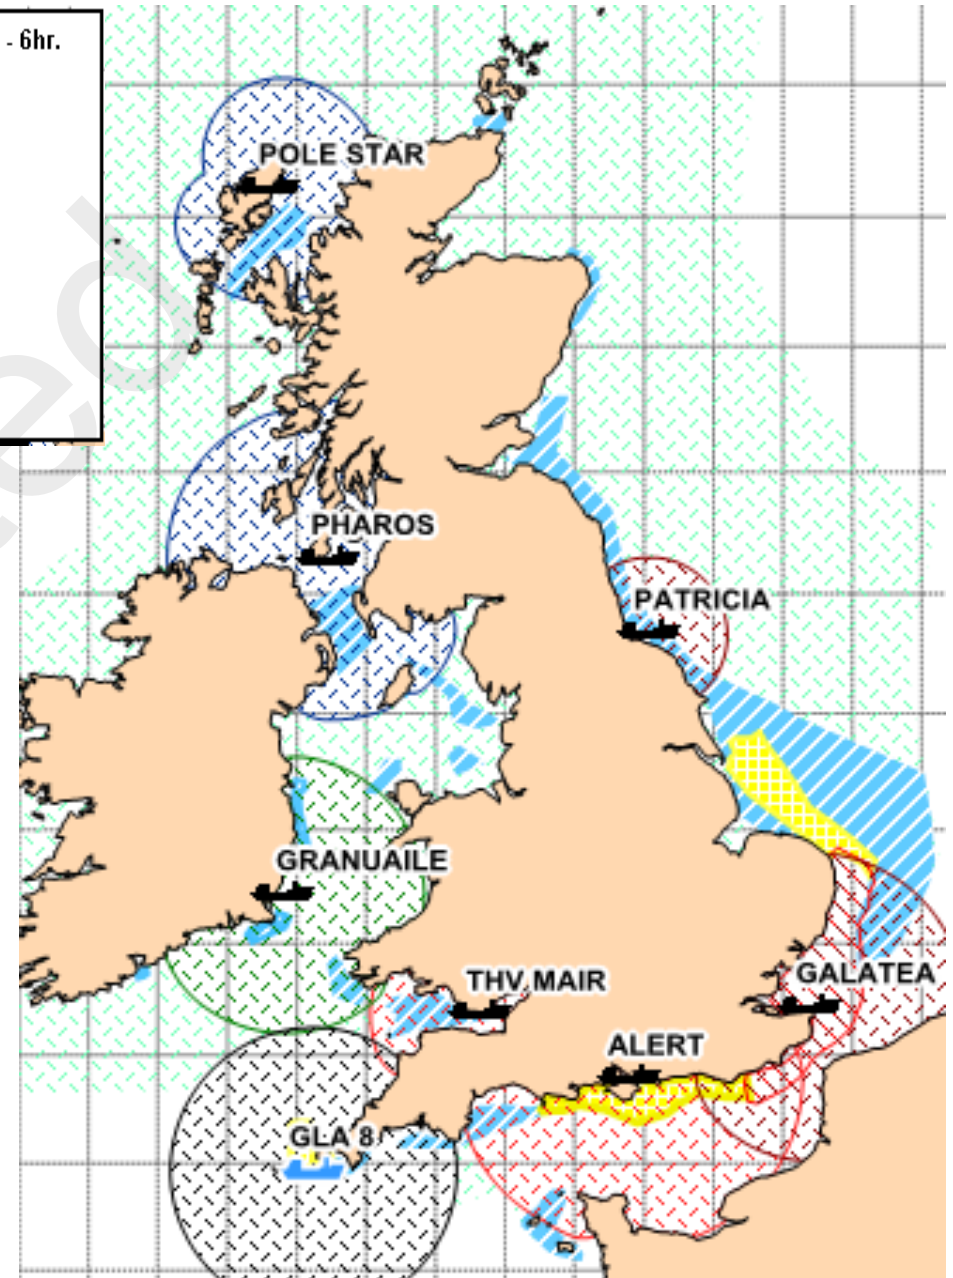 - 6hr.
POLE STAR
PHAROS
PATRICIA
GRANUAILE
THV MAIR
GALATEA
ALERT
GLA 8